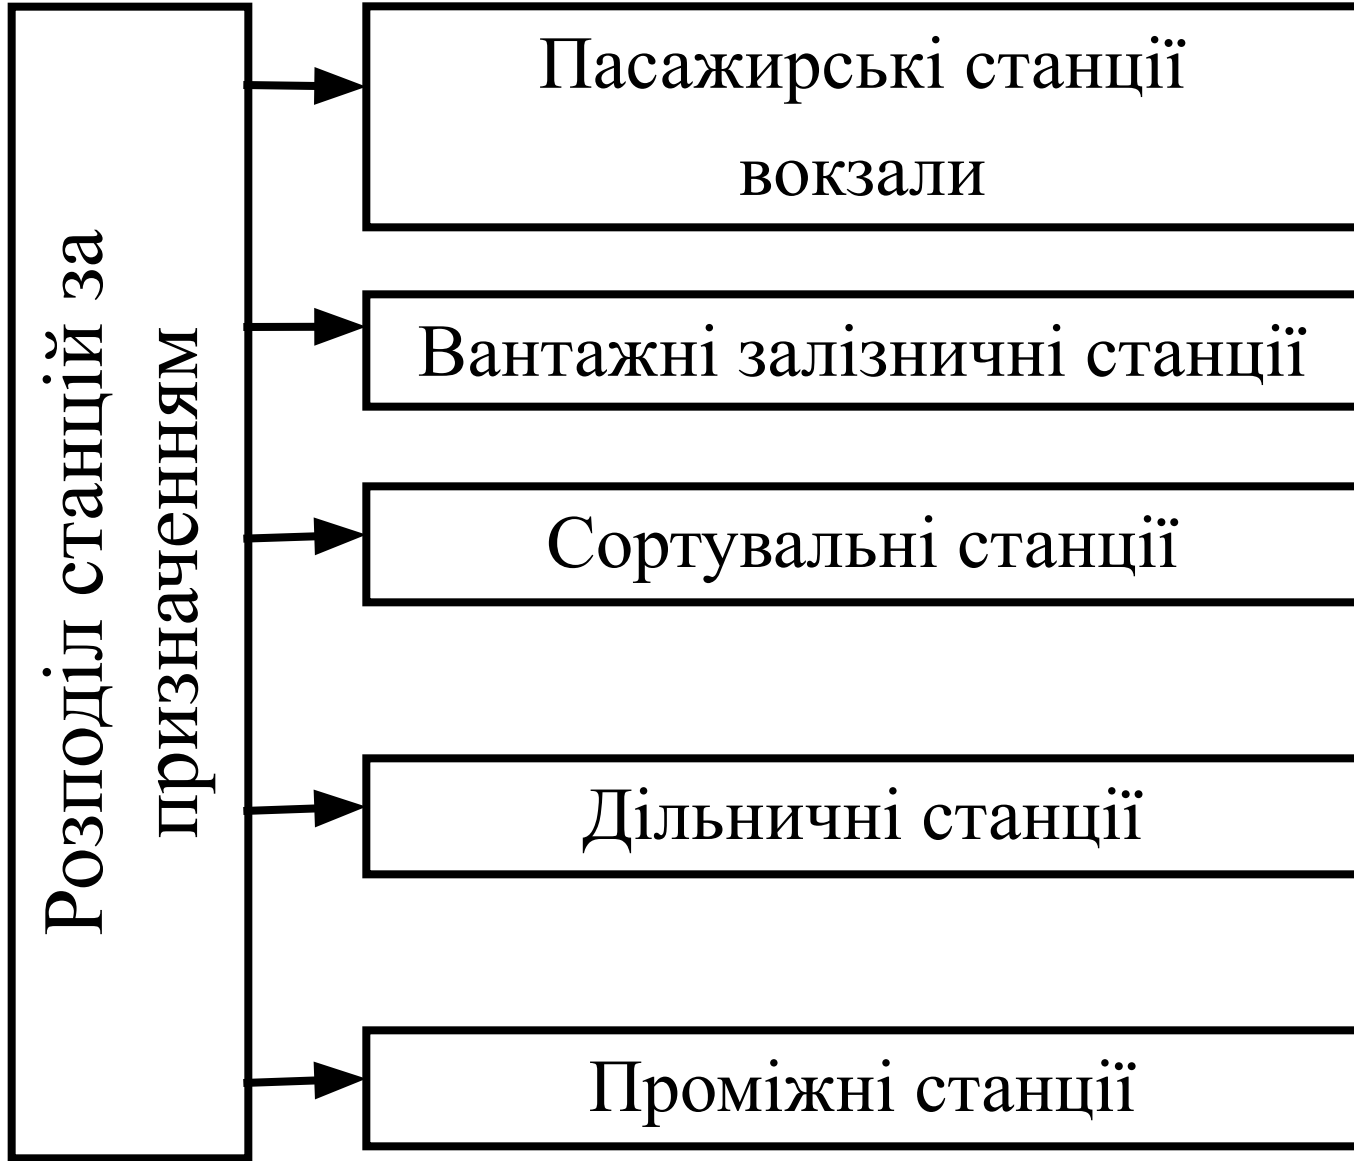 Розподіл станцій за
призначенням
Пасажирські станції
вокзали
Вантажні залізничні станції
Сортувальні станції
Дільничні станції
Проміжні станції